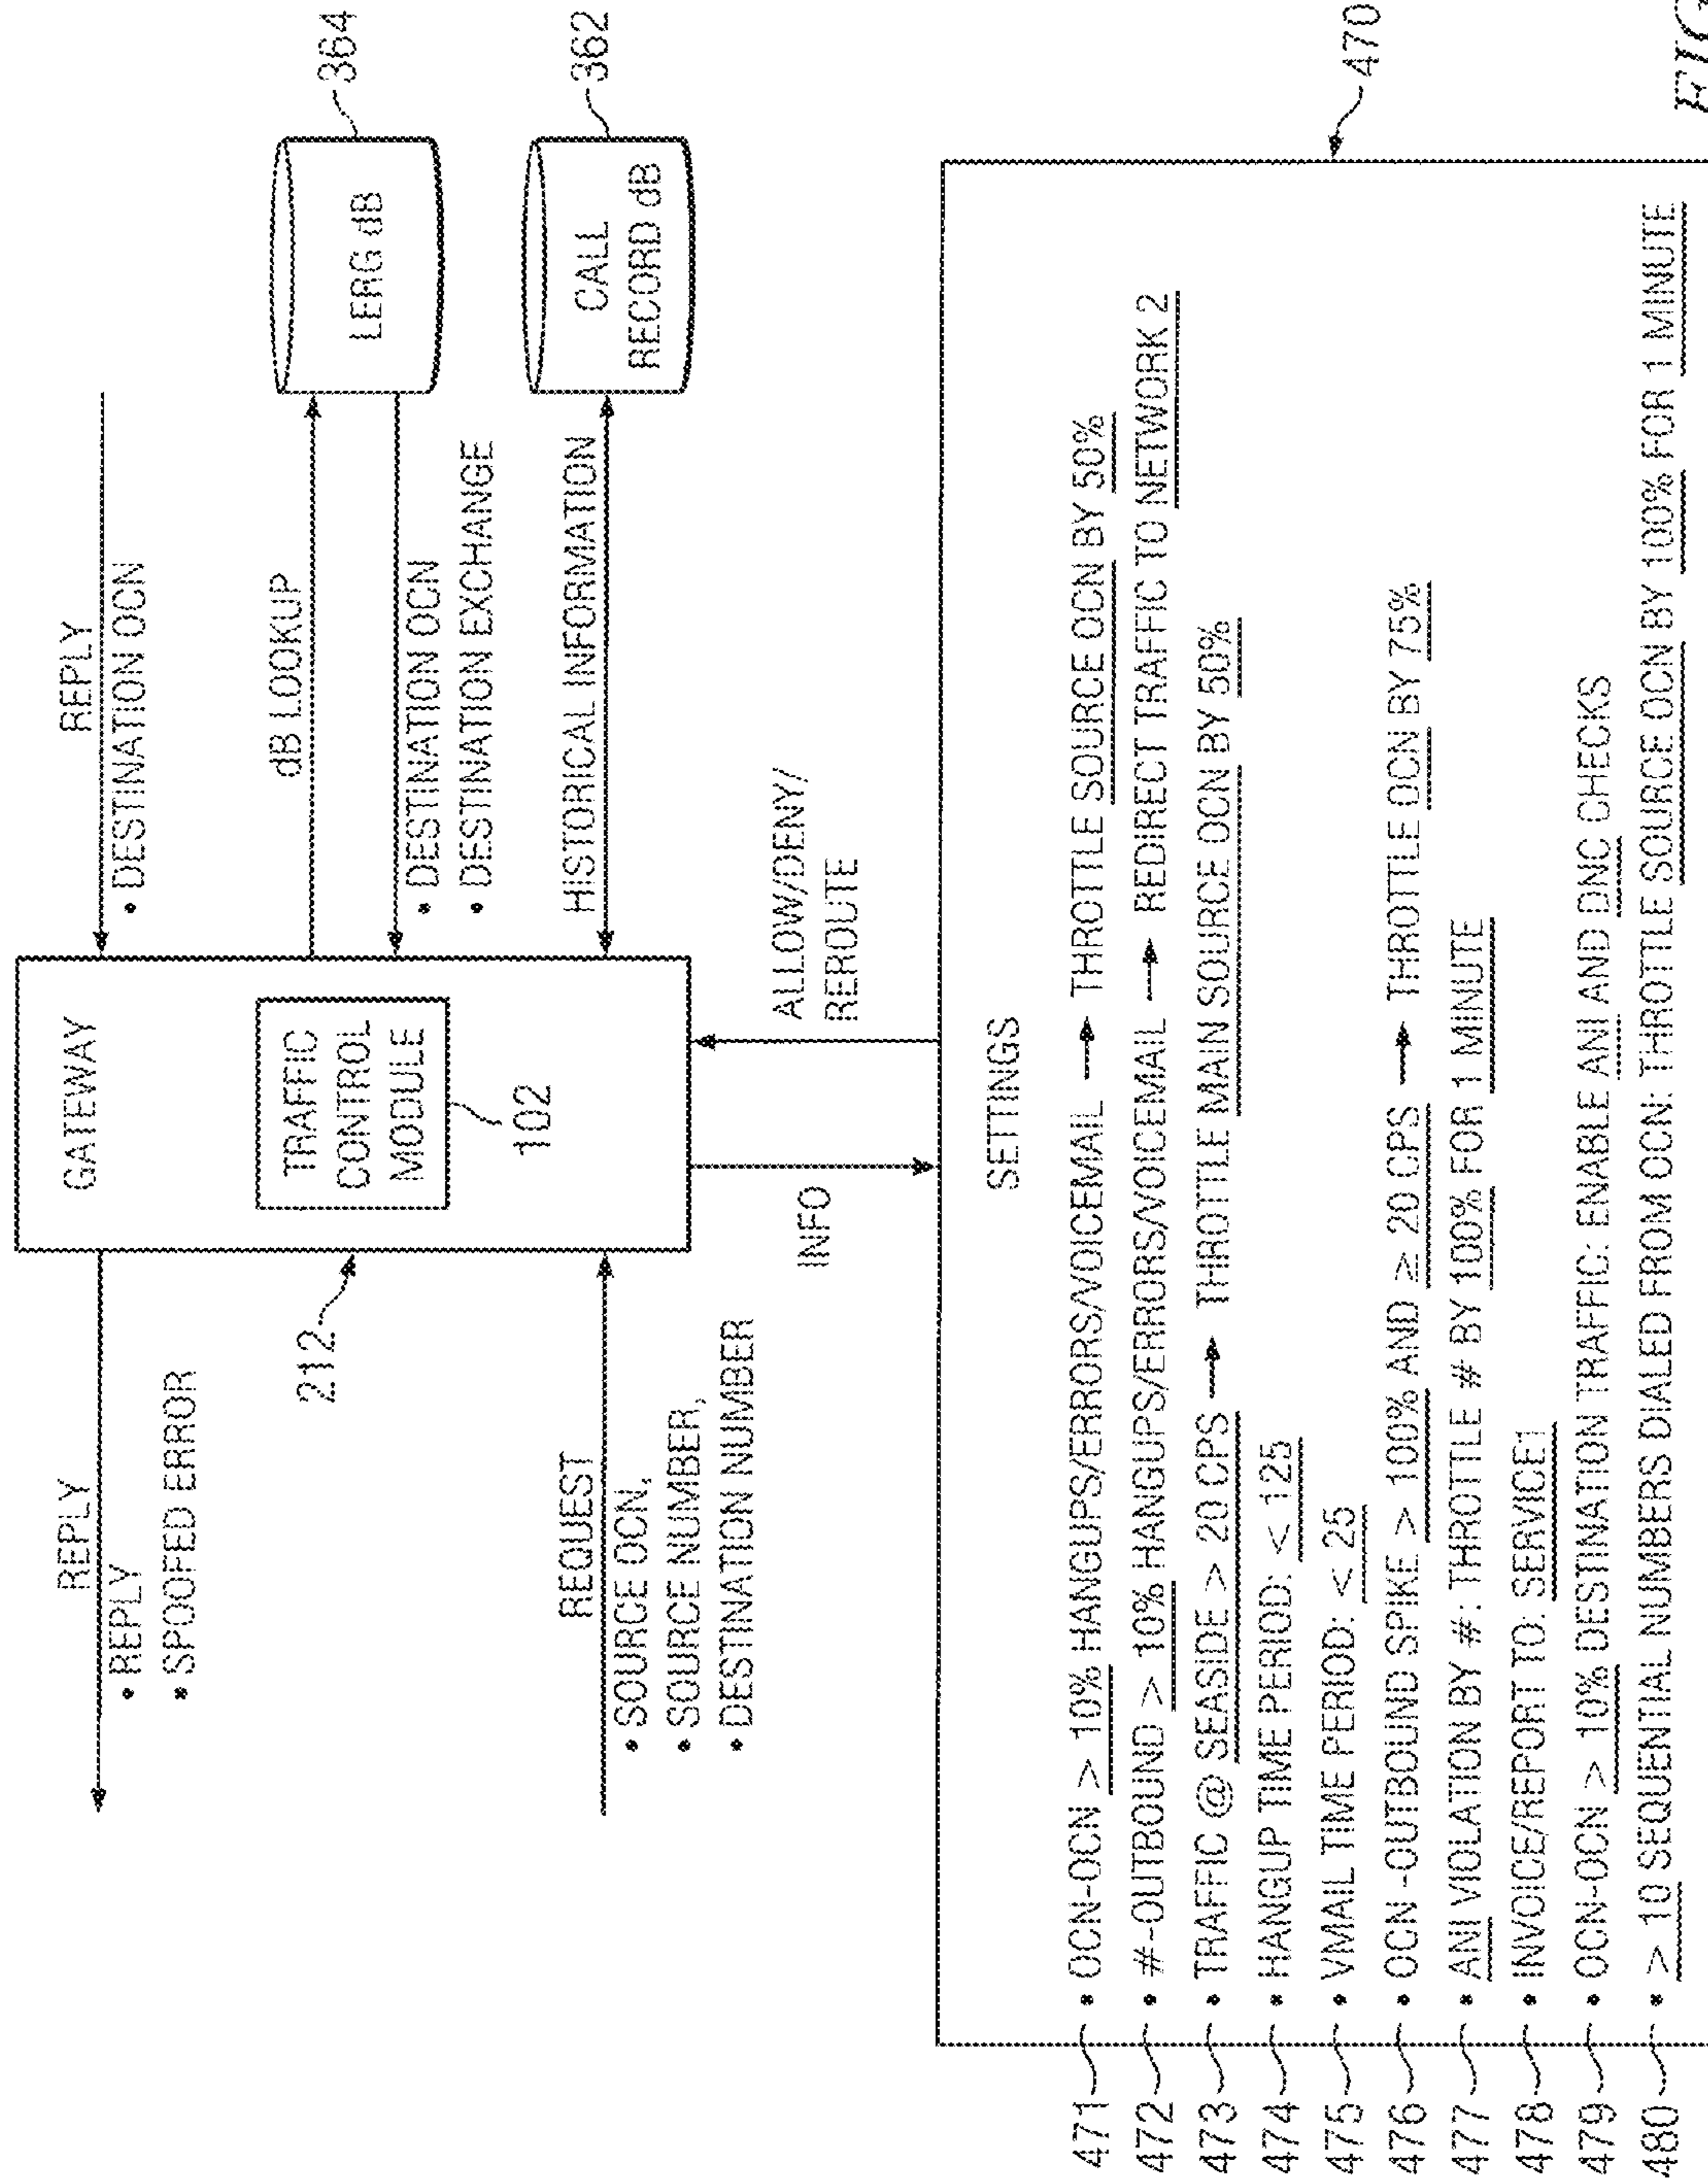 REPLY
• REPLY
• SPOOFED ERROR
212
REQUEST
• SOURCE OCN,
• SOURCE NUMBER,
• DESTINATION NUMBER
GATEWAY
TRAFFIC
CONTROL
MODULE
102
REPLY
• DESTINATION OCN
dB LOOKUP
• DESTINATION OCN
• DESTINATION EXCHANGE
HISTORICAL INFORMATION
LERG dB
364
CALL
RECORD dB
362
INFO
ALLOW/DENY/
REROUTE
470
SETTINGS
471 • OCN-OCN > 10% HANGUPS/ERRORS/VOICEMAIL → THROTTLE SOURCE OCN BY 50%
472 • #-OUTBOUND > 10% HANGUPS/ERRORS/VOICEMAIL → REDIRECT TRAFFIC TO NETWORK 2
473 • TRAFFIC @ SEASIDE > 20 CPS → THROTTLE MAIN SOURCE OCN BY 50%
474 • HANGUP TIME PERIOD: < 125
475 • VMAIL TIME PERIOD: < 25
476 • OCN -OUTBOUND SPIKE > 100% AND ≥ 20 CPS → THROTTLE OCN BY 75%
477 • ANI VIOLATION BY #: THROTTLE # BY 100% FOR 1 MINUTE
478 • INVOICE/REPORT TO: SERVICE1
479 • OCN-OCN > 10% DESTINATION TRAFFIC: ENABLE ANI AND DNC CHECKS
480 • > 10 SEQUENTIAL NUMBERS DIALED FROM OCN: THROTTLE SOURCE OCN BY 100% FOR 1 MINUTE
FIG